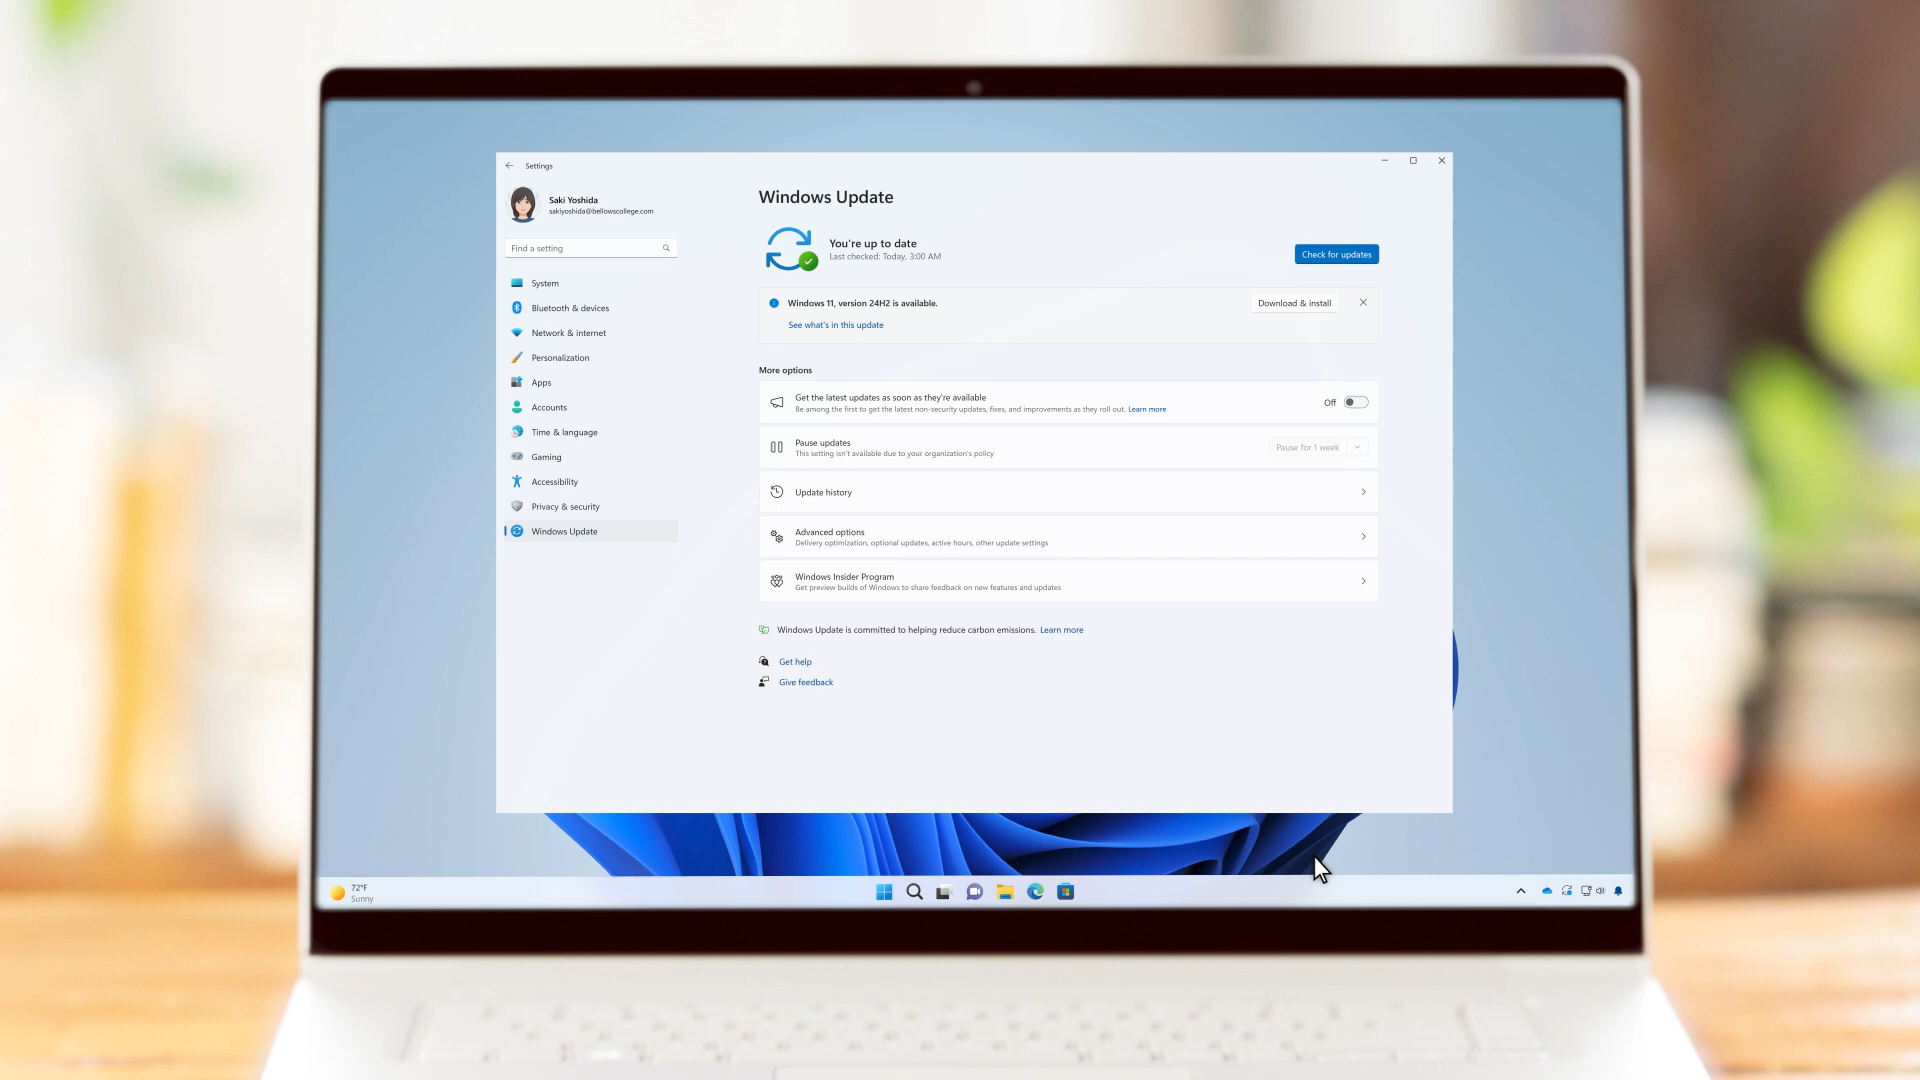 Settings
Saki Yoshida
sakiyoshida@bellowscollege.com
Find a setting
System
Bluetooth & devices
Network & internet
Personalization
Apps
Accounts
Time & language
Gaming
Accessibility
Privacy & security
Windows Update
Windows Update
You're up to date
Last checked: Today, 3:00 AM
Check for updates
Windows 11, version 24H2 is available.
Download & install
See what's in this update
More options
Get the latest updates as soon as they're available
Be among the first to get the latest non-security updates, fixes, and improvements as they roll out. Learn more
Off
Pause updates
This setting isn't available due to your organization's policy
Pause for 1 week
Update history
Advanced options
Delivery optimization, optional updates, active hours, other update settings
Windows Insider Program
Get preview builds of Windows to share feedback on new features and updates
Windows Update is committed to helping reduce carbon emissions. Learn more
Get help
Give feedback
72°F
Sunny